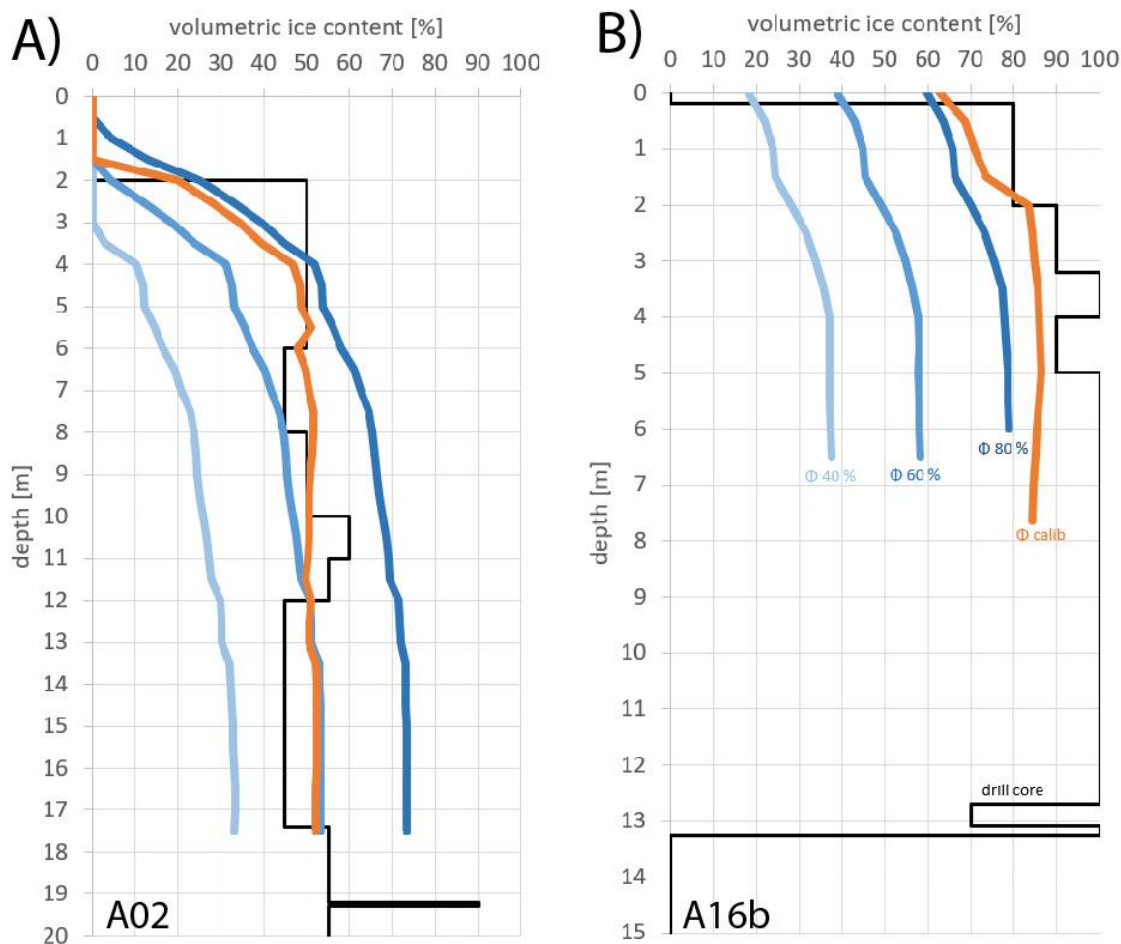 A)
volumetric ice content [%]
0 10 20 30 40 50 60 70 80 90 100
0
1
2
3
4
5
6
7
8
9
10
11
12
13
14
15
16
17
18
19
20
depth [m]
A02
B)
volumetric ice content [%]
0 10 20 30 40 50 60 70 80 90 100
0
1
2
3
4
5
6
7
8
9
10
11
12
13
14
15
depth [m]
Φ 40 %
Φ 60 %
Φ 80 %
Φ calib
drill core
A16b